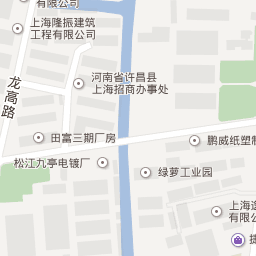 有限公司
上海隆振建筑
工程有限公司
龙高路
河南省许昌县
上海招商办事处
田富三期厂房
松江九亭电镀厂
鹏威纸塑制
绿萝工业园
上海
有限公